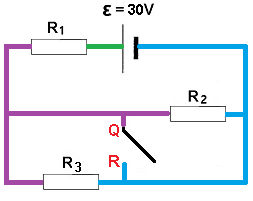 ε = 30V
R₁
R₂
Q
R
R₃